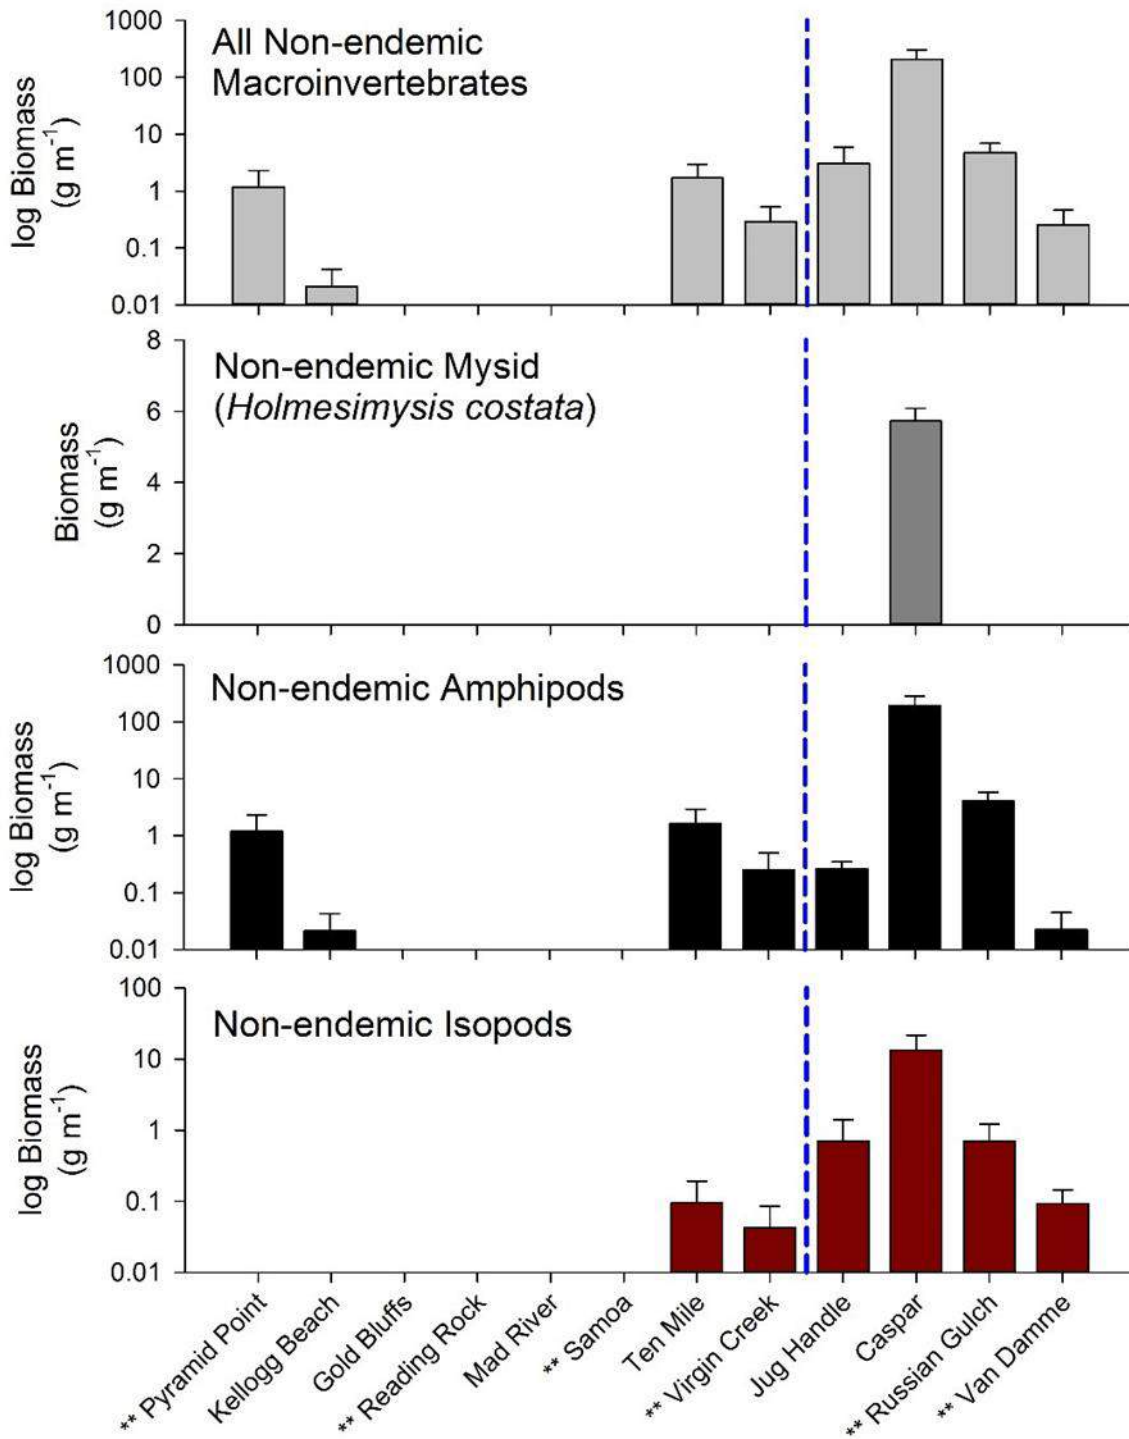 All Non-endemic
Macroinvertebrates
log Biomass
(g m-1)
1000
100
10
1
0.1
0.01
Non-endemic Mysid
(Holmesimysis costata)
Biomass
(g m-1)
8
6
4
2
0
Non-endemic Amphipods
log Biomass
(g m-1)
1000
100
10
1
0.1
0.01
Non-endemic Isopods
log Biomass
(g m-1)
100
10
1
0.1
0.01
** Pyramid Point
Kellogg Beach
Gold Bluffs
** Reading Rock
Mad River
** Samoa
Ten Mile
** Virgin Creek
Jug Handle
Caspar
** Russian Gulch
** Van Damme